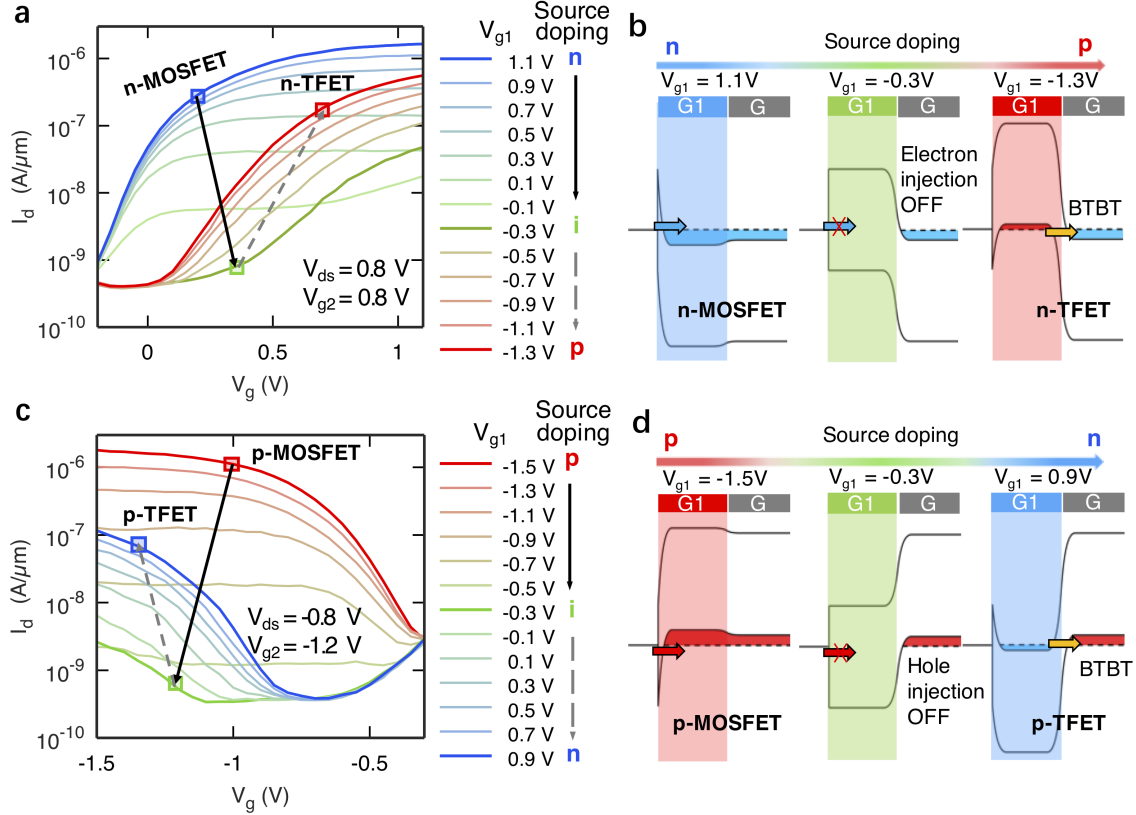 a
V_g1
Source
doping
10^-6
10^-7
10^-8
10^-9
10^-10
I_d (A/μm)
n-MOSFET
n-TFET
V_ds = 0.8 V
V_g2 = 0.8 V
0
0.5
1
V_g (V)
1.1 V n
0.9 V
0.7 V
0.5 V
0.3 V
0.1 V
-0.1 V
-0.3 V i
-0.5 V
-0.7 V
-0.9 V
-1.1 V
-1.3 V p
b
n
Source doping
p
V_g1 = 1.1V
V_g1 = -0.3V
V_g1 = -1.3V
G1 G
G1 G
G1 G
Electron
injection
OFF
BTBT
n-MOSFET
n-TFET
c
V_g1
Source
doping
10^-6
10^-7
10^-8
10^-9
10^-10
I_d (A/μm)
p-MOSFET
p-TFET
V_ds = -0.8 V
V_g2 = -1.2 V
-1.5
-1
-0.5
V_g (V)
-1.5 V p
-1.3 V
-1.1 V
-0.9 V
-0.7 V
-0.5 V
-0.3 V i
-0.1 V
0.1 V
0.3 V
0.5 V
0.7 V
0.9 V n
d
p
Source doping
n
V_g1 = -1.5V
V_g1 = -0.3V
V_g1 = 0.9V
G1 G
G1 G
G1 G
Hole
injection
OFF
BTBT
p-MOSFET
p-TFET